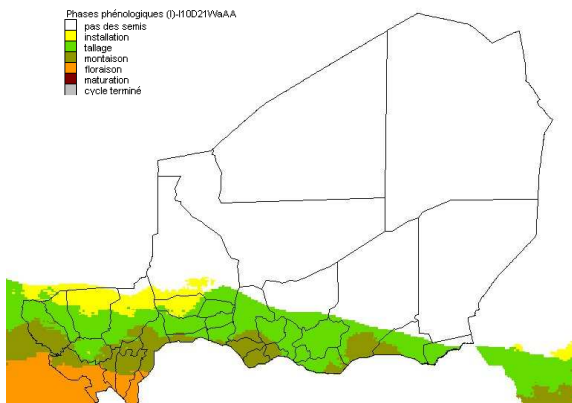 Phases phénologiques (I)-I10D21WaAA
pas des semis
installation
tallage
montaison
floraison
maturation
cycle terminé